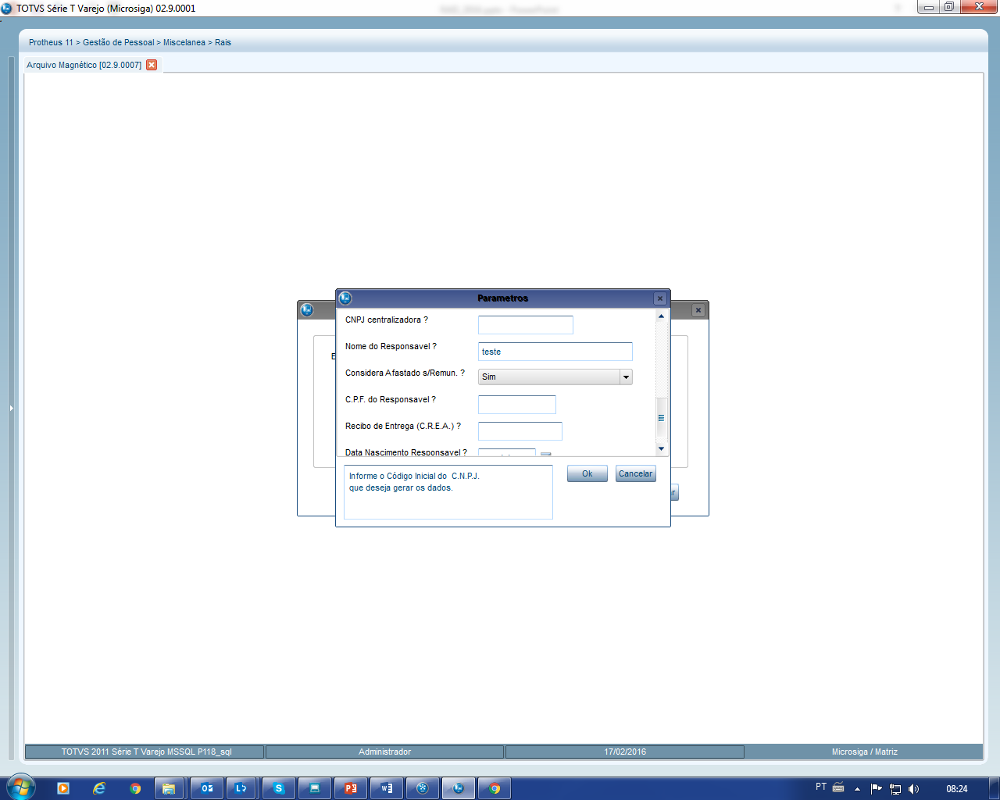 TOTVS Série T Varejo (Microsiga) 02.9.0001
Protheus 11 > Gestão de Pessoal > Miscelanea > Rais
Arquivo Magnético [02.9.0007]
Parametros
CNPJ centralizadora ?
Nome do Responsavel ?
teste
Considera Afastado s/Remun. ?
Sim
C.P.F. do Responsavel ?
Recibo de Entrega (C.R.E.A.) ?
Data Nascimento Responsavel ?
Informe o Código Inicial do C.N.P.J.
que deseja gerar os dados.
Ok
Cancelar
TOTVS 2011 Série T Varejo MSSQL P118_sql
Administrador
17/02/2016
Microsiga / Matriz
PT
08:24